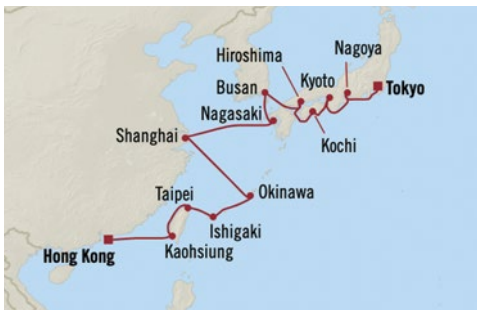 Nagoya
Hiroshima
Kyoto
Busan
Tokyo
Nagasaki
Shanghai
Kochi
Taipei
Okinawa
Ishigaki
Hong Kong
Kaohsiung